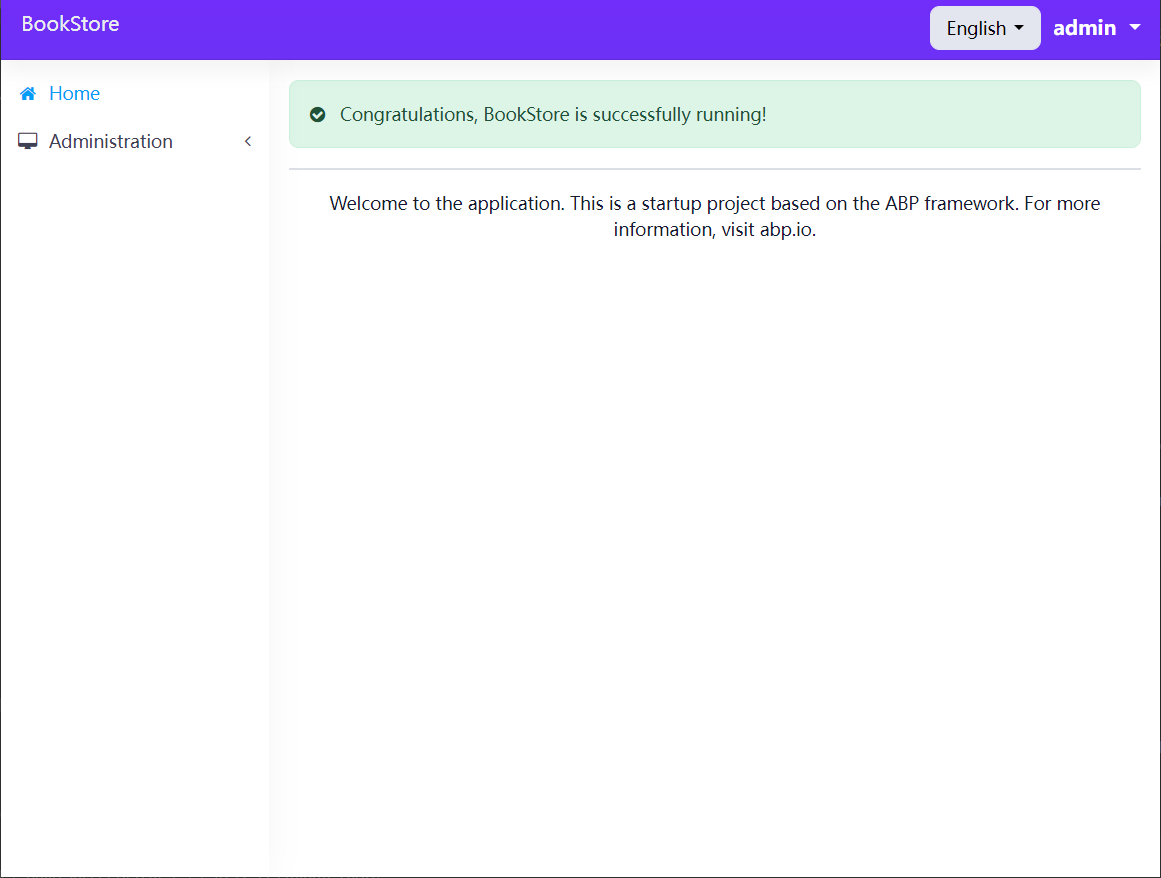 BookStore
English
admin
Home
Administration
Congratulations, BookStore is successfully running!
Welcome to the application. This is a startup project based on the ABP framework. For more
information, visit abp.io.